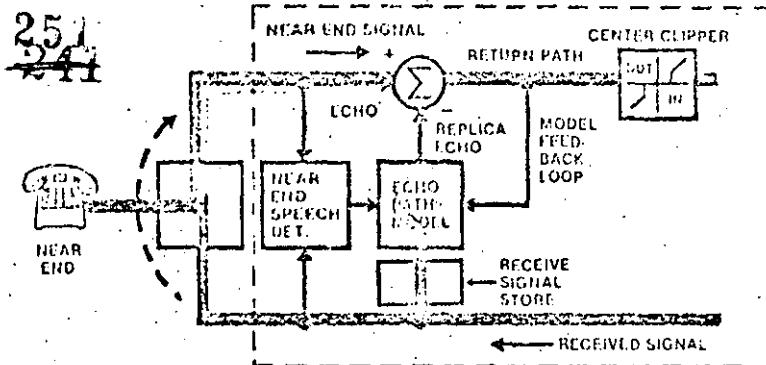 251
241
NEAR END SIGNAL
+
RETURN PATH
CENTER CLIPPER
OUT
IN
Σ
ECHO
-
REPLICA
ECHO
MODEL
FEED-
BACK
LOOP
NEAR
END
SPEECH
DET.
ECHO
PATH
MODEL
NEAR
END
RECEIVE
SIGNAL
STORE
RECEIVED SIGNAL